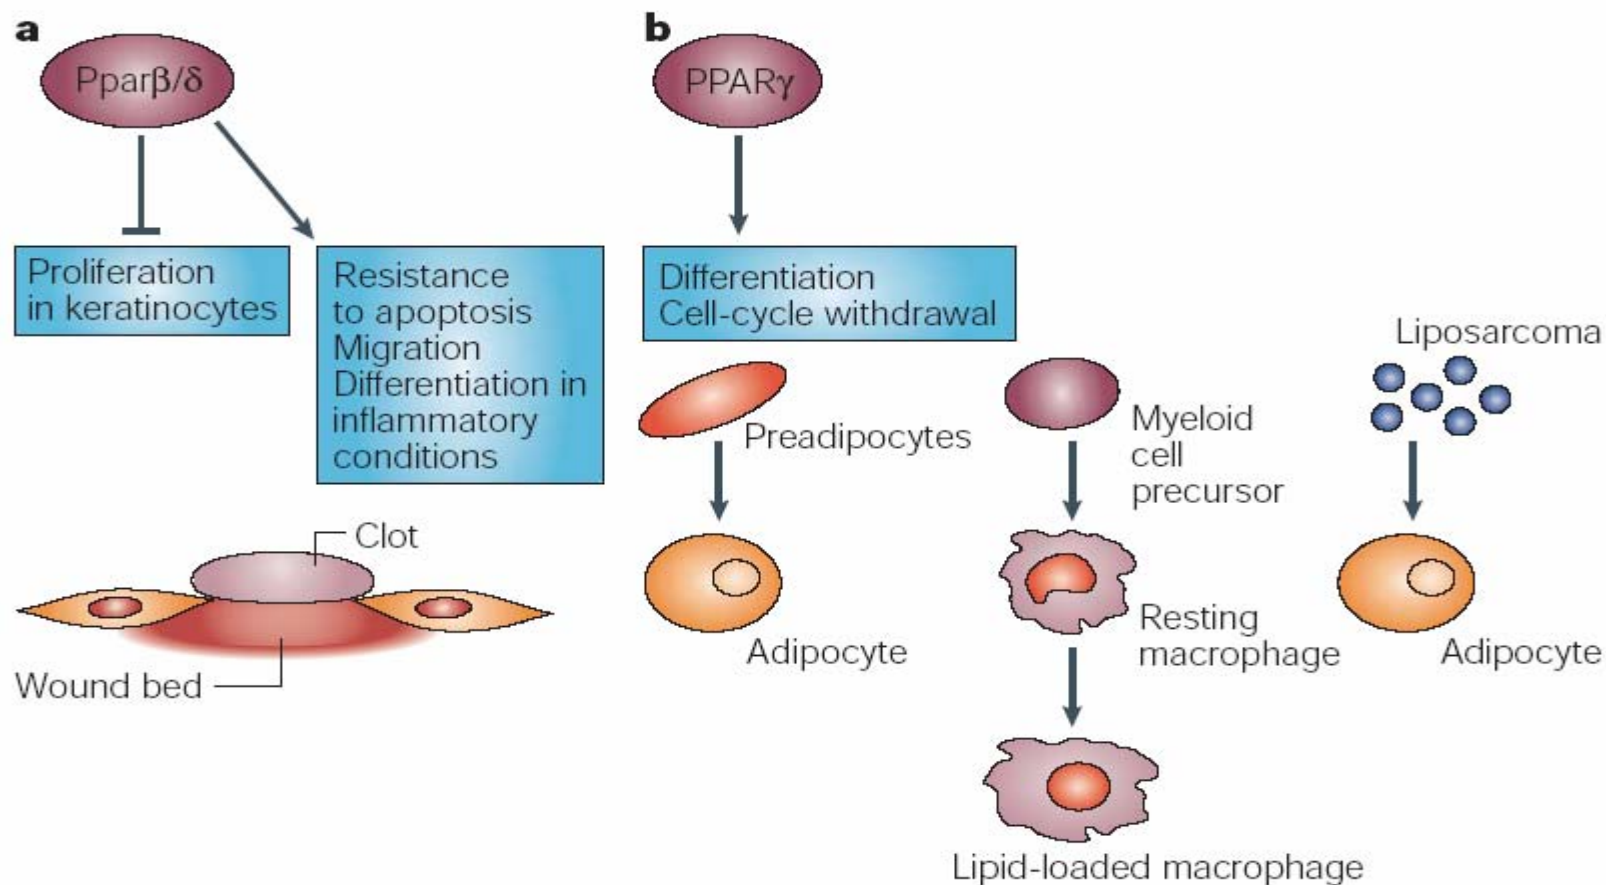 a
Pparβ/δ
Proliferation
in keratinocytes
Resistance
to apoptosis
Migration
Differentiation in
inflammatory
conditions
Clot
Wound bed
b
PPARγ
Differentiation
Cell-cycle withdrawal
Preadipocytes
Adipocyte
Myeloid
cell
precursor
Resting
macrophage
Lipid-loaded macrophage
Liposarcoma
Adipocyte